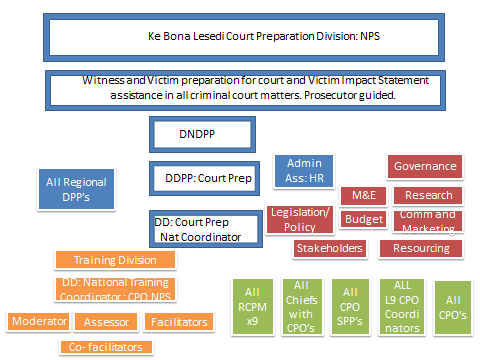 Ke Bona Lesedi Court Preparation Division: NPS
Witness and Victim preparation for court and Victim Impact Statement
assistance in all criminal court matters. Prosecutor guided.
DNDPP
DDPP: Court Prep
Admin
Ass: HR
Governance
All Regional
DPP's
M&E
Research
Legislation/
Policy
Budget
Comm and
Marketing
DD: Court Prep
Nat Coordinator
Stakeholders
Resourcing
Training Division
DD: National Training
Coordinator : CPO NPS
Moderator
Assessor
Facilitators
Co- facilitators
All
RCPM
x9
All
Chiefs
with
CPO's
All
CPO
SPP's
ALL
L9 CPO
Coordi
nators
All
CPO's